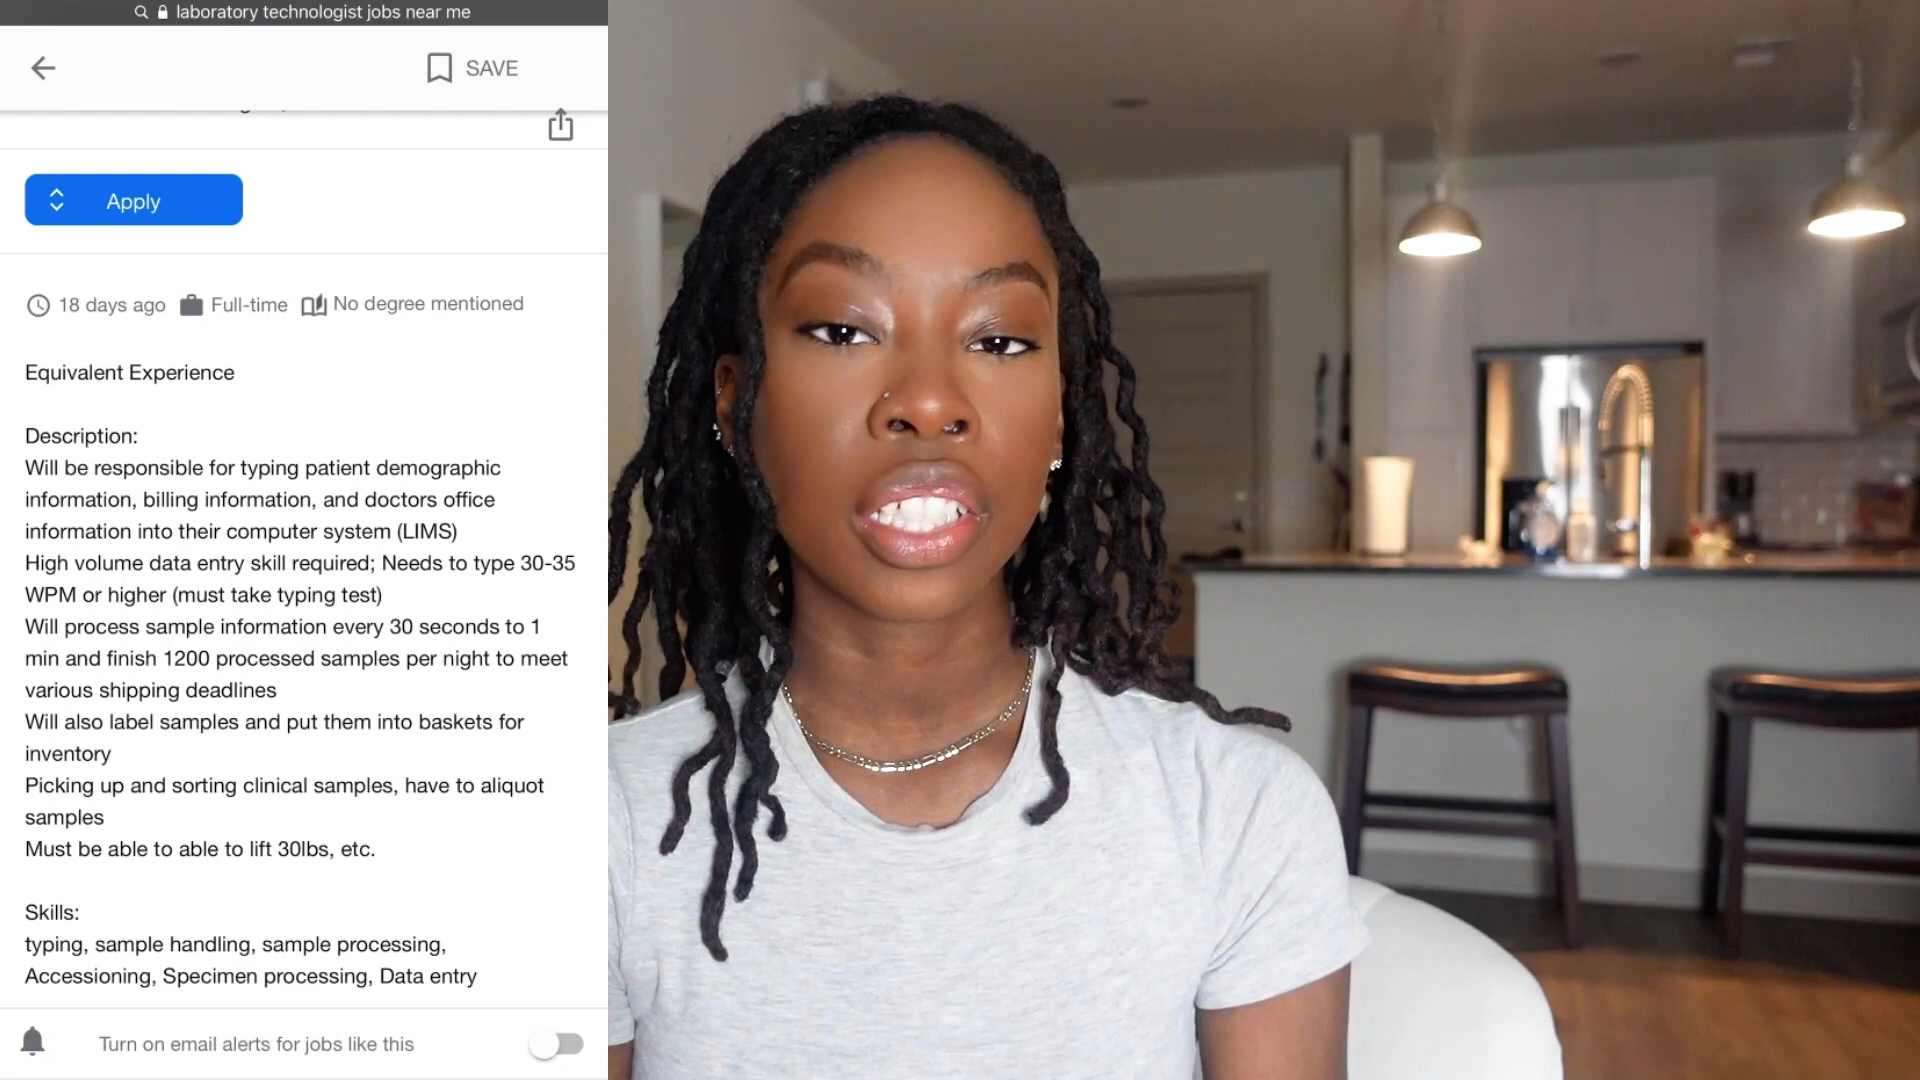 laboratory technologist jobs near me
SAVE
Apply
18 days ago Full-time No degree mentioned
Equivalent Experience
Description:
Will be responsible for typing patient demographic
information, billing information, and doctors office
information into their computer system (LIMS)
High volume data entry skill required; Needs to type 30-35
WPM or higher (must take typing test)
Will process sample information every 30 seconds to 1
min and finish 1200 processed samples per night to meet
various shipping deadlines
Will also label samples and put them into baskets for
inventory
Picking up and sorting clinical samples, have to aliquot
samples
Must be able to able to lift 30lbs, etc.
Skills:
typing, sample handling, sample processing,
Accessioning, Specimen processing, Data entry
Turn on email alerts for jobs like this